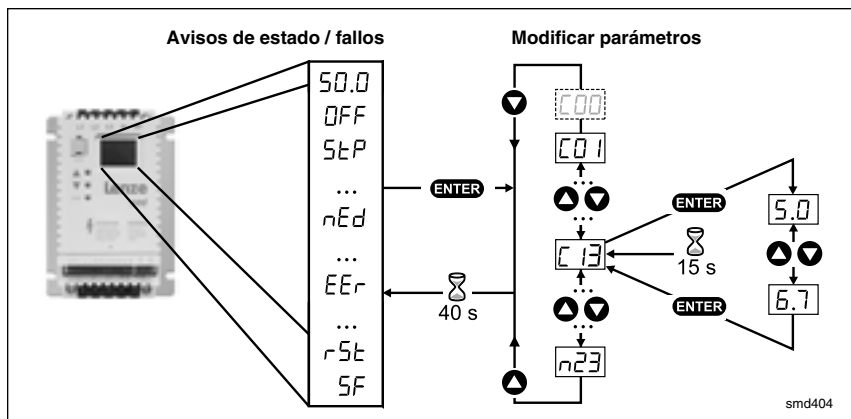 Avisos de estado / fallos
Modificar parámetros
50.0
OFF
StP
...
nEd
...
EEr
...
rSt
SF
ENTER
40 s
C00
C01
...
...
C13
...
...
n23
ENTER
15 s
ENTER
5.0
6.7
Lenze
smd404